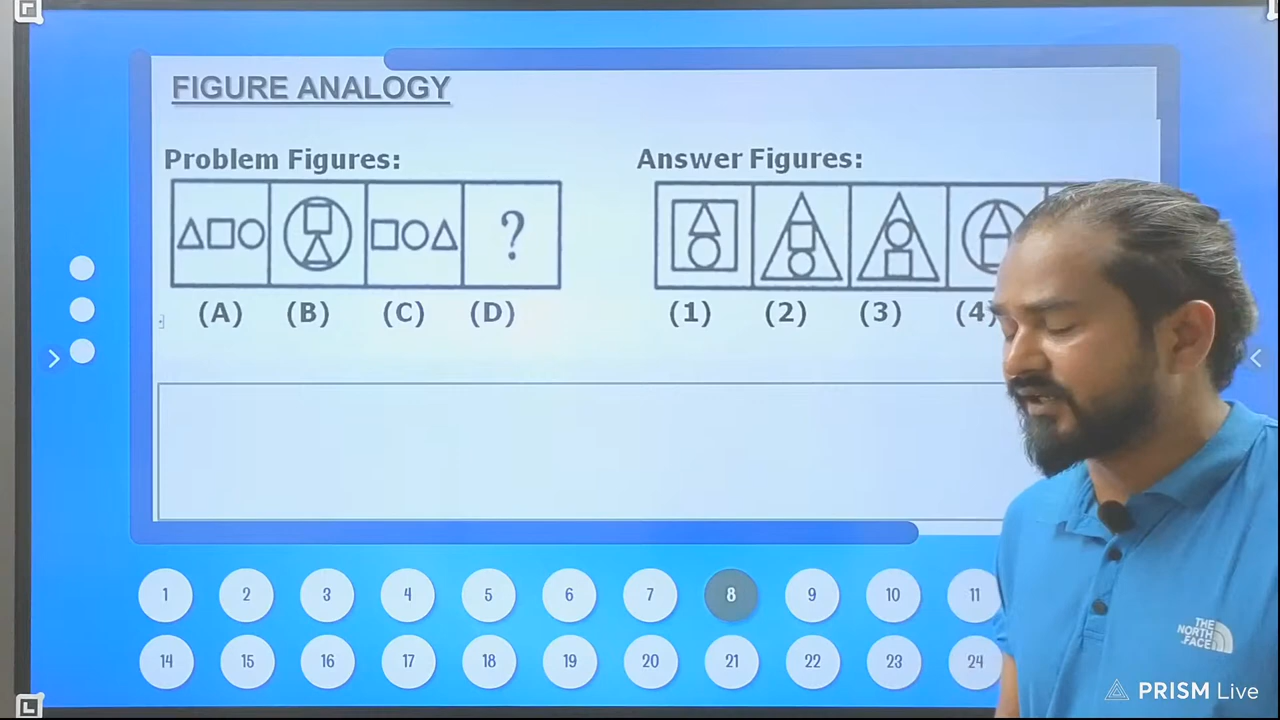 FIGURE ANALOGY
Problem Figures:
Answer Figures:
?
(A) (B) (C) (D)
(1) (2) (3) (4)
1 2 3 4 5 6 7 8 9 10 11
14 15 16 17 18 19 20 21 22 23 24
THE
NORTH
FACE
PRISM Live